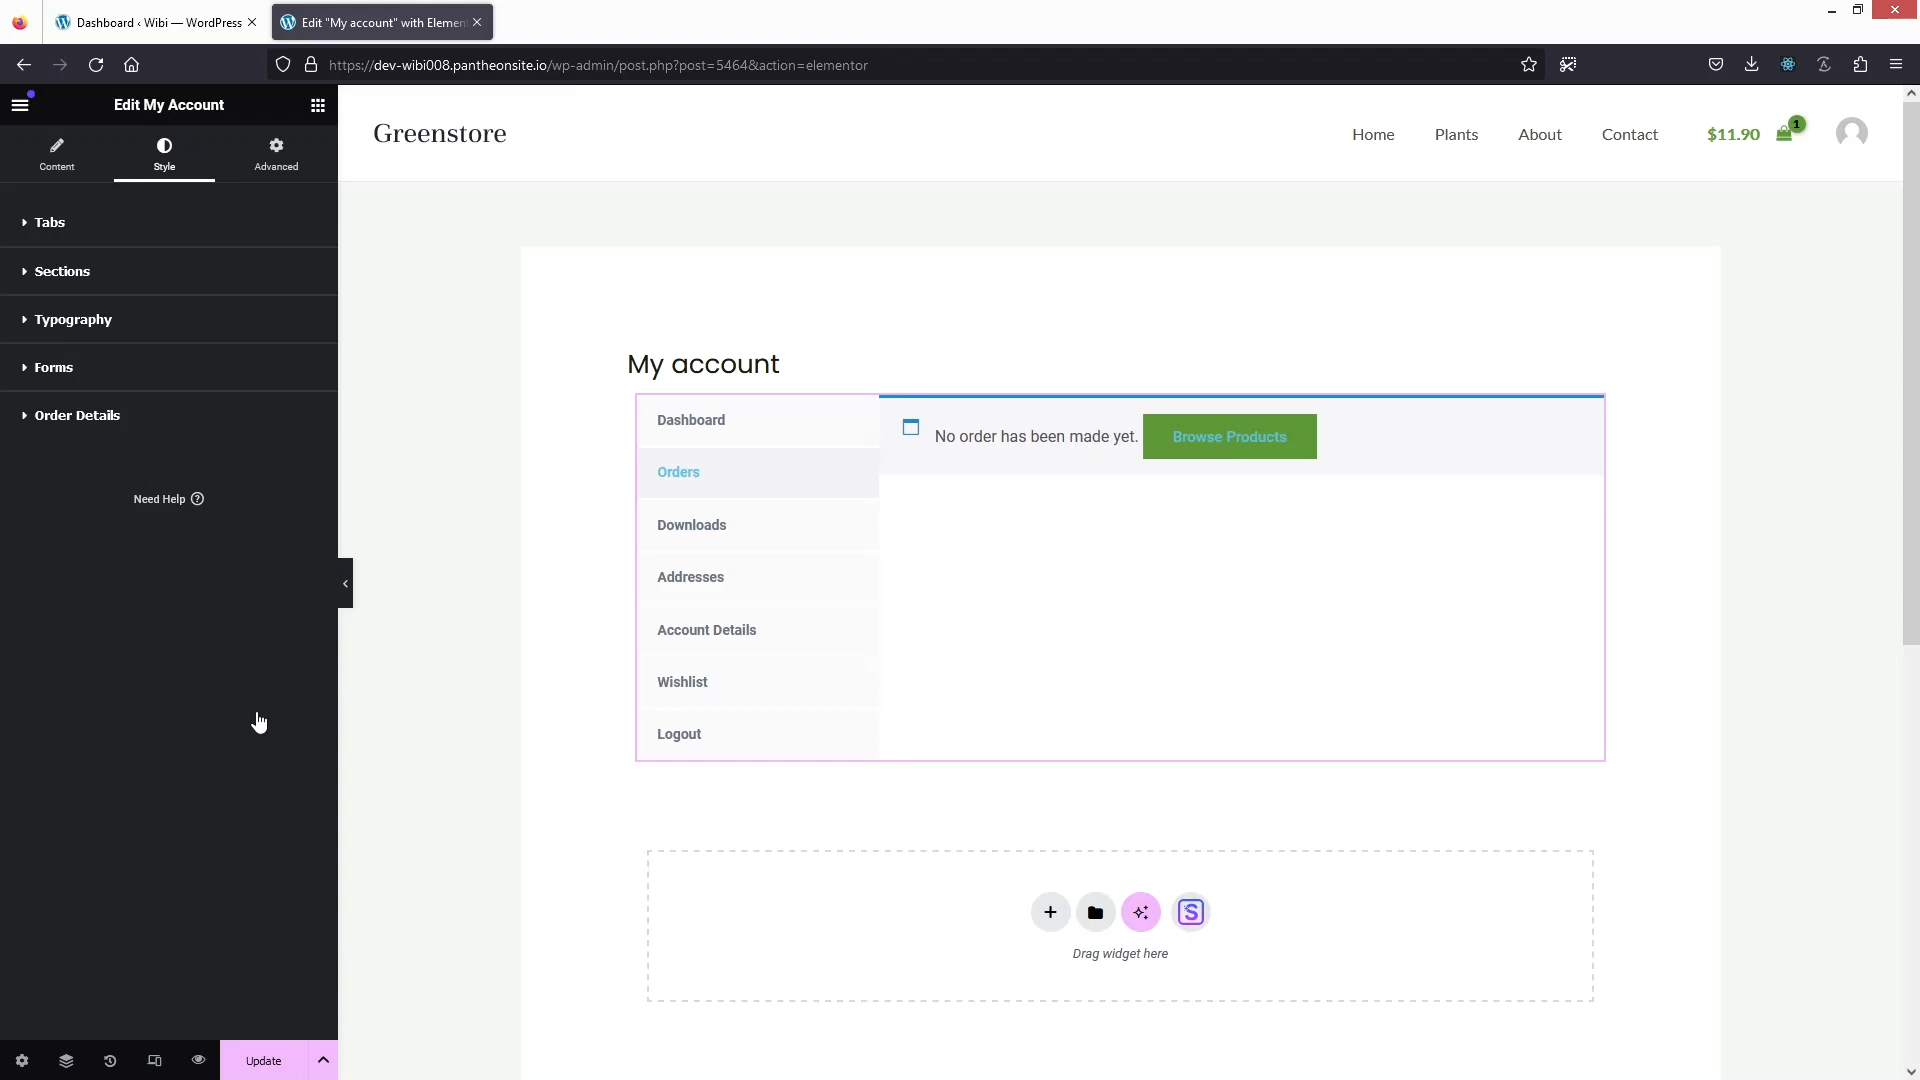 Dashboard ‹ Wibi — WordPress
Edit "My account" with Elemen
https://dev-wibi008.pantheonsite.io/wp-admin/post.php?post=5464&action=elementor
Edit My Account
Content
Style
Advanced
Tabs
Sections
Typography
Forms
Order Details
Need Help
Update
Greenstore
Home
Plants
About
Contact
$11.90
1
My account
Dashboard
Orders
Downloads
Addresses
Account Details
Wishlist
Logout
No order has been made yet.
Browse Products
S
Drag widget here